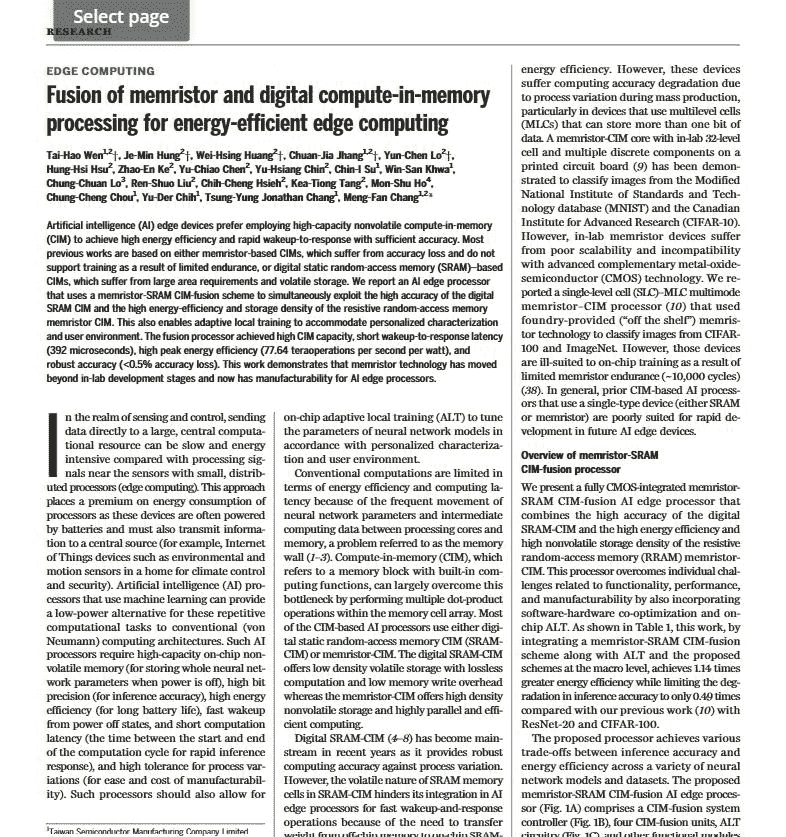 Select page
RESEARCH
EDGE COMPUTING
Fusion of memristor and digital compute-in-memory
processing for energy-efficient edge computing
Tai-Hao Wen1,2†, Je-Min Hung2†, Wei-Hsing Huang2†, Chuan-Jia Jhang1,2†, Yun-Chen Lo2†,
Hung-Hsi Hsu2, Zhao-En Ke2, Yu-Chiao Chen2, Yu-Hsiang Chin2, Chin-I Su1, Win-San Khwa1,
Chung-Chuan Lo3, Ren-Shuo Liu2, Chih-Cheng Hsieh2, Kea-Tiong Tang2, Mon-Shu Ho4,
Chung-Cheng Chou1, Yu-Der Chih1, Tsung-Yung Jonathan Chang1, Meng-Fan Chang1,2*
Artificial intelligence (AI) edge devices prefer employing high-capacity nonvolatile compute-in-memory
(CIM) to achieve high energy efficiency and rapid wakeup-to-response with sufficient accuracy. Most
previous works are based on either memristor-based CIMs, which suffer from accuracy loss and do not
support training as a result of limited endurance, or digital static random-access memory (SRAM)–based
CIMs, which suffer from large area requirements and volatile storage. We report an AI edge processor
that uses a memristor-SRAM CIM-fusion scheme to simultaneously exploit the high accuracy of the digital
SRAM CIM and the high energy-efficiency and storage density of the resistive random-access memory
memristor CIM. This also enables adaptive local training to accommodate personalized characterization
and user environment. The fusion processor achieved high CIM capacity, short wakeup-to-response latency
(392 microseconds), high peak energy efficiency (77.64 teraoperations per second per watt), and
robust accuracy (<0.5% accuracy loss). This work demonstrates that memristor technology has moved
beyond in-lab development stages and now has manufacturability for AI edge processors.
In the realm of sensing and control, sending
data directly to a large, central computa-
tional resource can be slow and energy
intensive compared with processing sig-
nals near the sensors with small, distrib-
uted processors (edge computing). This approach
places a premium on energy consumption of
processors as these devices are often powered
by batteries and must also transmit informa-
tion to a central source (for example, Internet
of Things devices such as environmental and
motion sensors in a home for climate control
and security). Artificial intelligence (AI) pro-
cessors that use machine learning can provide
a low-power alternative for these repetitive
computational tasks to conventional (von
Neumann) computing architectures. Such AI
processors require high-capacity on-chip non-
volatile memory (for storing whole neural net-
work parameters when power is off), high bit
precision (for inference accuracy), high energy
efficiency (for long battery life), fast wakeup
from power off states, and short computation
latency (the time between the start and end
of the computation cycle for rapid inference
response), and high tolerance for process var-
iations (for ease and cost of manufacturabil-
ity). Such processors should also allow for
1Taiwan Semiconductor Manufacturing Company Limited
on-chip adaptive local training (ALT) to tune
the parameters of neural network models in
accordance with personalized characteriza-
tion and user environment.
Conventional computations are limited in
terms of energy efficiency and computing la-
tency because of the frequent movement of
neural network parameters and intermediate
computing data between processing cores and
memory, a problem referred to as the memory
wall (1–3). Compute-in-memory (CIM), which
refers to a memory block with built-in com-
puting functions, can largely overcome this
bottleneck by performing multiple dot-product
operations within the memory cell array. Most
of the CIM-based AI processors use either digi-
tal static random-access memory CIM (SRAM-
CIM) or memristor-CIM. The digital SRAM-CIM
offers low density volatile storage with lossless
computation and low memory write overhead
whereas the memristor-CIM offers high density
nonvolatile storage and highly parallel and effi-
cient computing.
Digital SRAM-CIM (4–8) has become main-
stream in recent years as it provides robust
computing accuracy against process variation.
However, the volatile nature of SRAM memory
cells in SRAM-CIM hinders its integration in AI
edge processors for fast wakeup-and-response
operations because of the need to transfer
weight from off-chip memory to on-chip SRAM-
energy efficiency. However, these devices
suffer computing accuracy degradation due
to process variation during mass production,
particularly in devices that use multilevel cells
(MLCs) that can store more than one bit of
data. A memristor-CIM core with in-lab 32-level
cell and multiple discrete components on a
printed circuit board (9) has been demon-
strated to classify images from the Modified
National Institute of Standards and Tech-
nology database (MNIST) and the Canadian
Institute for Advanced Research (CIFAR-10).
However, in-lab memristor devices suffer
from poor scalability and incompatibility
with advanced complementary metal-oxide-
semiconductor (CMOS) technology. We re-
ported a single-level cell (SLC)–MLC multimode
memristor–CIM processor (10) that used
foundry-provided (“off the shelf”) memris-
tor technology to classify images from CIFAR-
100 and ImageNet. However, those devices
are ill-suited to on-chip training as a result of
limited memristor endurance (~10,000 cycles)
(38). In general, prior CIM-based AI process-
ors that use a single-type device (either SRAM
or memristor) are poorly suited for rapid de-
velopment in future AI edge devices.
Overview of memristor-SRAM
CIM-fusion processor
We present a fully CMOS-integrated memristor-
SRAM CIM-fusion AI edge processor that
combines the high accuracy of the digital
SRAM-CIM and the high energy efficiency and
high nonvolatile storage density of the resistive
random-access memory (RRAM) memristor-
CIM. This processor overcomes individual chal-
lenges related to functionality, performance,
and manufacturability by also incorporating
software-hardware co-optimization and on-
chip ALT. As shown in Table 1, this work, by
integrating a memristor-SRAM CIM-fusion
scheme along with ALT and the proposed
schemes at the macro level, achieves 1.14 times
greater energy efficiency while limiting the deg-
radation in inference accuracy to only 0.49 times
compared with our previous work (10) with
ResNet-20 and CIFAR-100.
The proposed processor achieves various
trade-offs between inference accuracy and
energy efficiency across a variety of neural
network models and datasets. The proposed
memristor-SRAM CIM-fusion AI edge proces-
sor (Fig. 1A) comprises a CIM-fusion system
controller (Fig. 1B), four CIM-fusion units, ALT
circuitry (Fig. 1C), and other functional modules